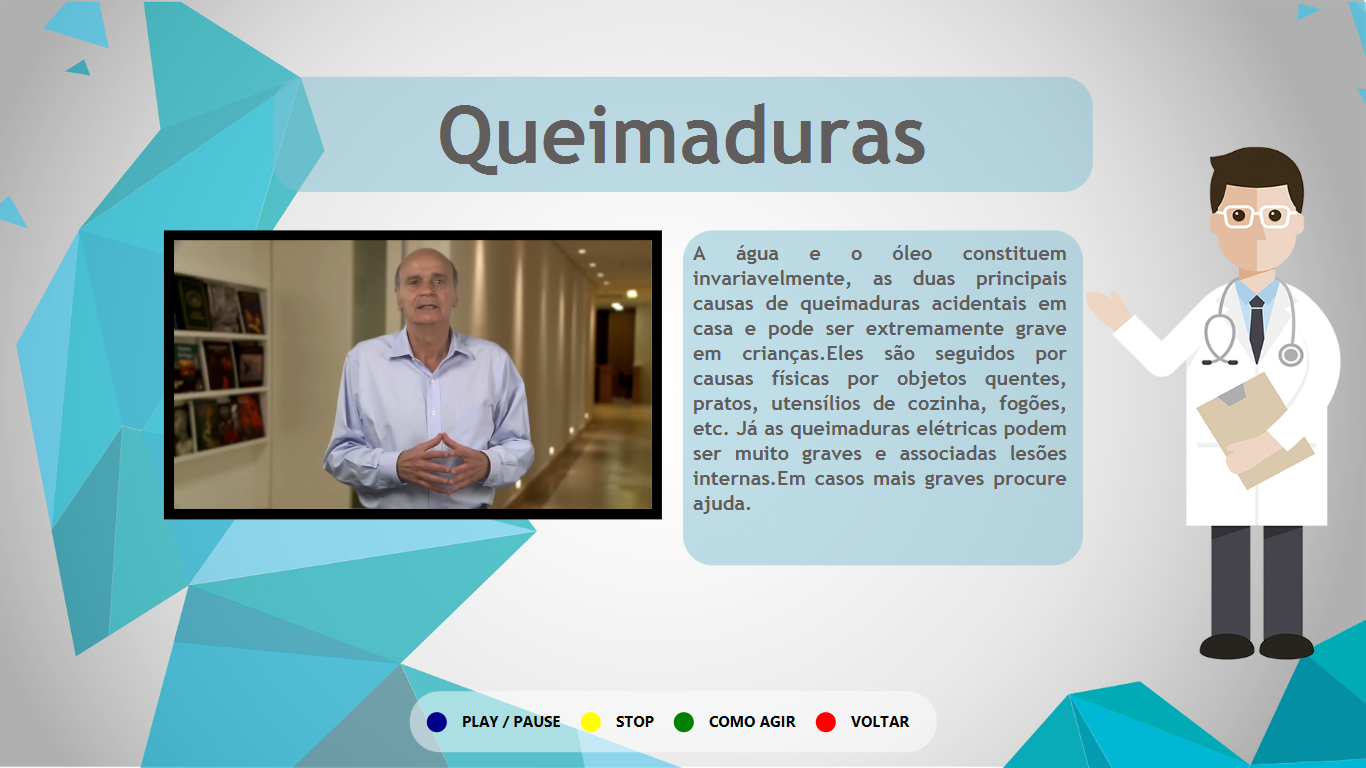 Queimaduras
A água e o óleo constituem
invariavelmente, as duas principais
causas de queimaduras acidentais em
casa e pode ser extremamente grave
em crianças.Eles são seguidos por
causas físicas por objetos quentes,
pratos, utensílios de cozinha, fogões,
etc. Já as queimaduras elétricas podem
ser muito graves e associadas lesões
internas.Em casos mais graves procure
ajuda.
PLAY / PAUSE STOP COMO AGIR VOLTAR